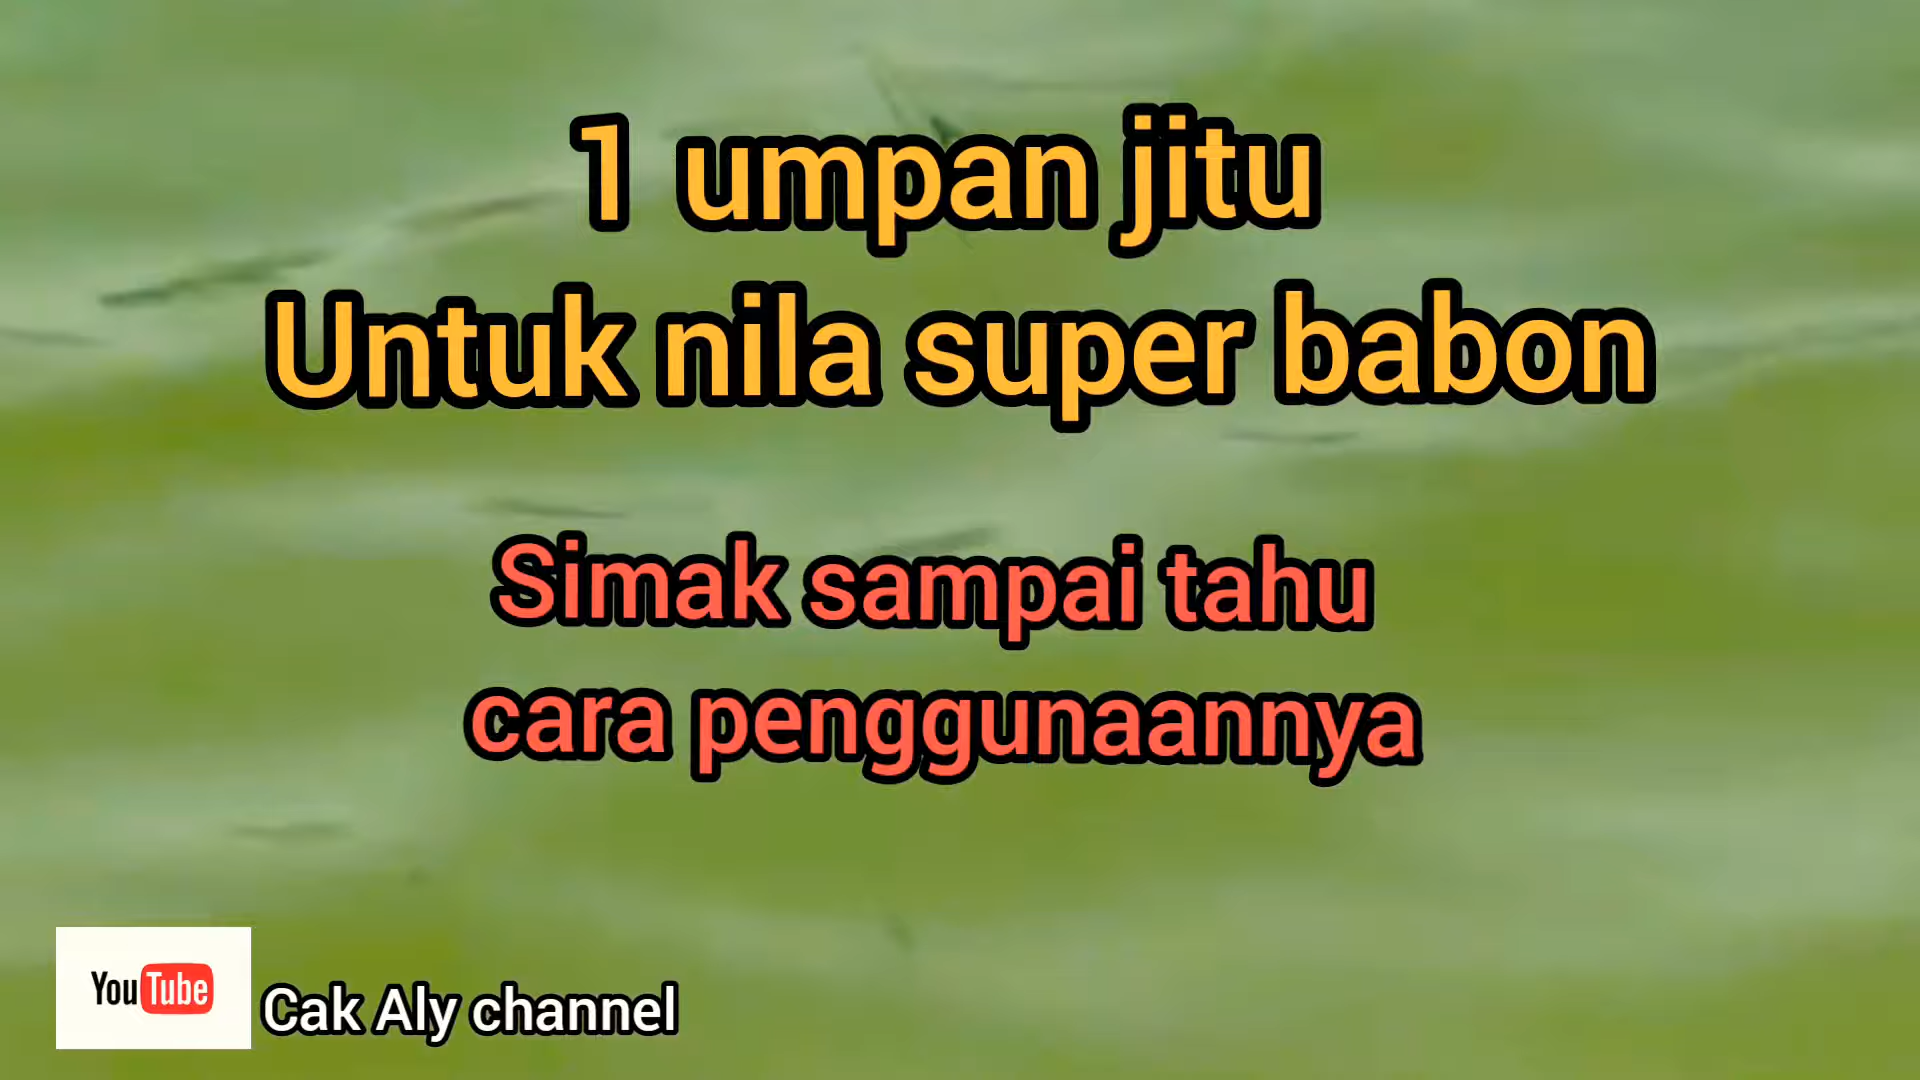 1 umpan jitu
Untuk nila super babon
Simak sampai tahu
cara penggunaannya
YouTube
Cak Aly channel